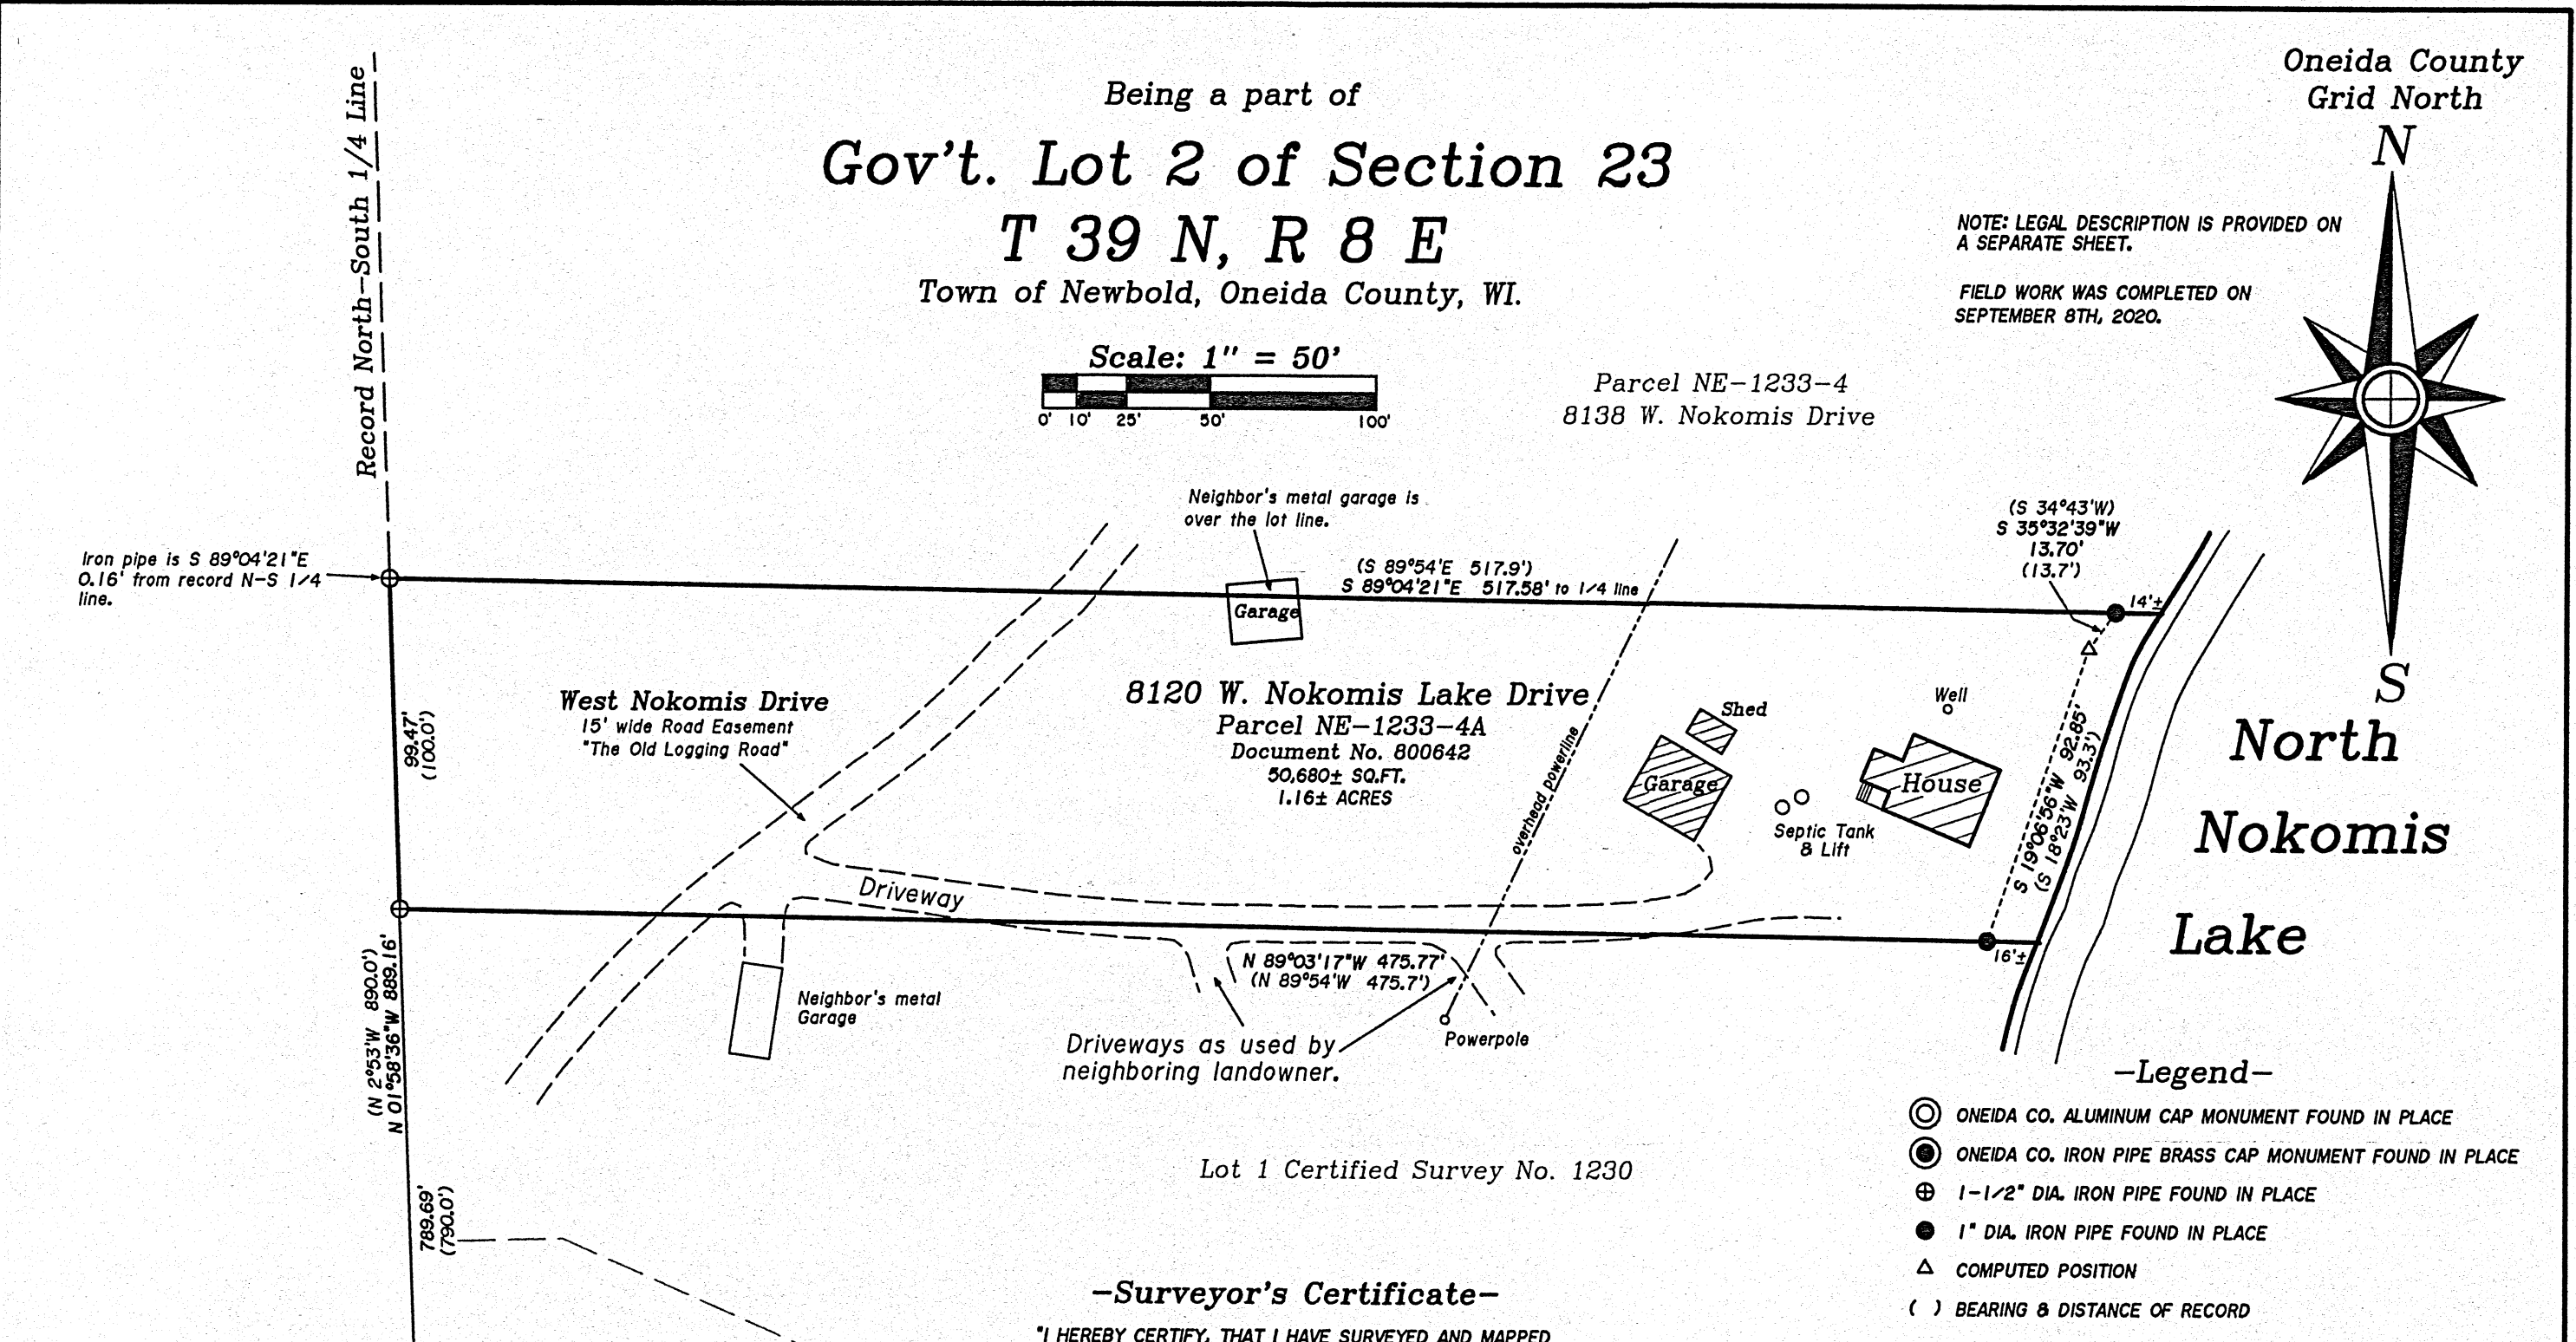 Being a part of
Gov't. Lot 2 of Section 23
T 39 N, R 8 E
Town of Newbold, Oneida County, WI.
Scale: 1" = 50'
0' 10' 25' 50' 100'
Oneida County
Grid North
N
S
NOTE: LEGAL DESCRIPTION IS PROVIDED ON
A SEPARATE SHEET.
FIELD WORK WAS COMPLETED ON
SEPTEMBER 8TH, 2020.
Parcel NE-1233-4
8138 W. Nokomis Drive
Record North-South 1/4 Line
Iron pipe is S 89°04'21"E
0.16' from record N-S 1/4
line.
Neighbor's metal garage is
over the lot line.
Garage
(S 89°54'E 517.9')
S 89°04'21"E 517.58' to 1/4 line
(S 34°43'W)
S 35°32'39"W
13.70'
(13.7')
14'±
West Nokomis Drive
15' wide Road Easement
"The Old Logging Road"
8120 W. Nokomis Lake Drive
Parcel NE-1233-4A
Document No. 800642
50,680± SQ.FT.
1.16± ACRES
overhead powerline
Shed
Garage
Well
House
Septic Tank
& Lift
S 19°06'56"W 92.85'
(S 18°23'W 93.3')
North
Nokomis
Lake
99.47'
(100.0')
Driveway
16'±
N 89°03'17"W 475.77'
(N 89°54'W 475.7')
Neighbor's metal
Garage
Driveways as used by
neighboring landowner.
Powerpole
(N 2°53'W 890.0')
N 01°58'36"W 889.16'
789.69'
(790.0')
Lot 1 Certified Survey No. 1230
-Legend-
ONEIDA CO. ALUMINUM CAP MONUMENT FOUND IN PLACE
ONEIDA CO. IRON PIPE BRASS CAP MONUMENT FOUND IN PLACE
1-1/2" DIA. IRON PIPE FOUND IN PLACE
1" DIA. IRON PIPE FOUND IN PLACE
COMPUTED POSITION
( ) BEARING & DISTANCE OF RECORD
-Surveyor's Certificate-
"I HEREBY CERTIFY, THAT I HAVE SURVEYED AND MAPPED